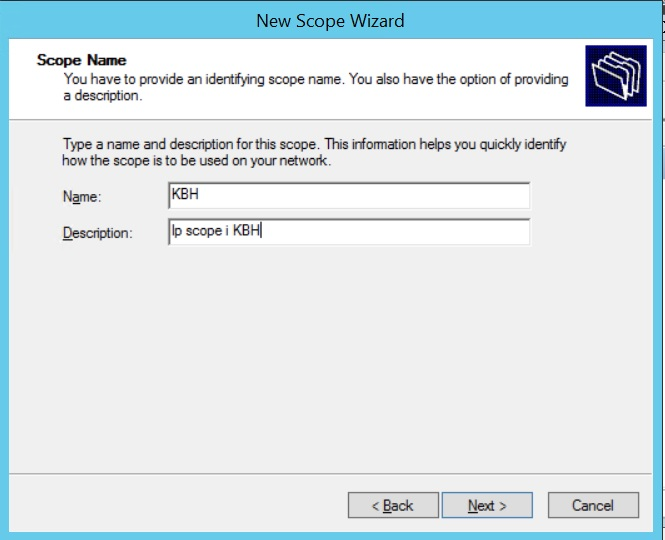 New Scope Wizard
Scope Name
You have to provide an identifying scope name. You also have the option of providing
a description.
Type a name and description for this scope. This information helps you quickly identify
how the scope is to be used on your network.
Name:
KBH
Description:
Ip scope i KBH
< Back
Next >
Cancel